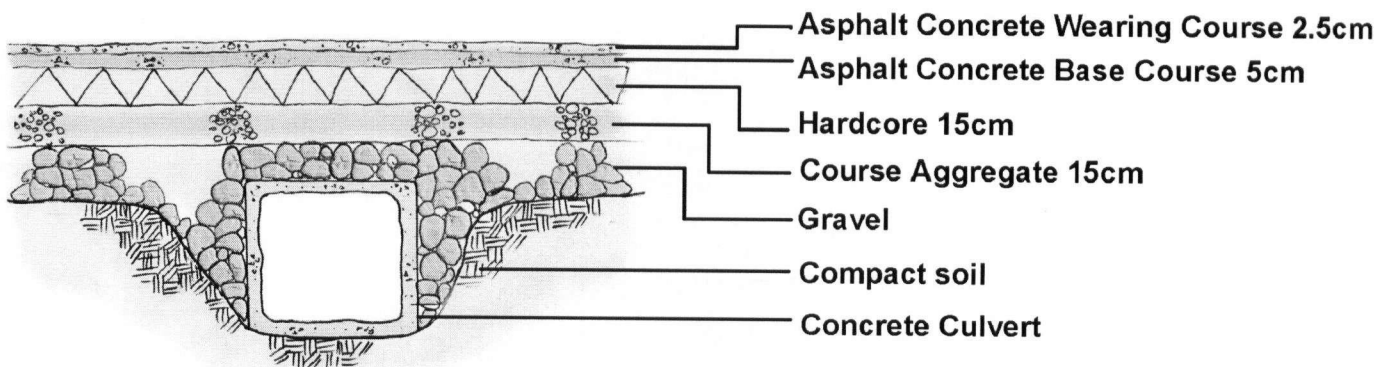 Asphalt Concrete Wearing Course 2.5cm
Asphalt Concrete Base Course 5cm
Hardcore 15cm
Course Aggregate 15cm
Gravel
Compact soil
Concrete Culvert